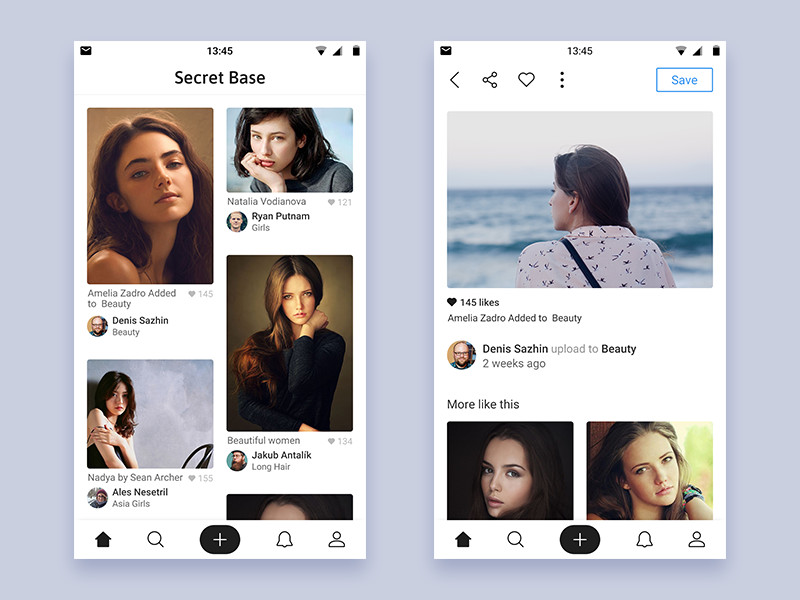 13:45
Secret Base
Amelia Zadro Added
to Beauty
145
Denis Sazhin
Beauty
Nadya by Sean Archer
155
Ales Nesetril
Asia Girls
Natalia Vodianova
121
Ryan Putnam
Girls
Beautiful women
134
Jakub Antalík
Long Hair
13:45
Save
145 likes
Amelia Zadro Added to Beauty
Denis Sazhin upload to Beauty
2 weeks ago
More like this